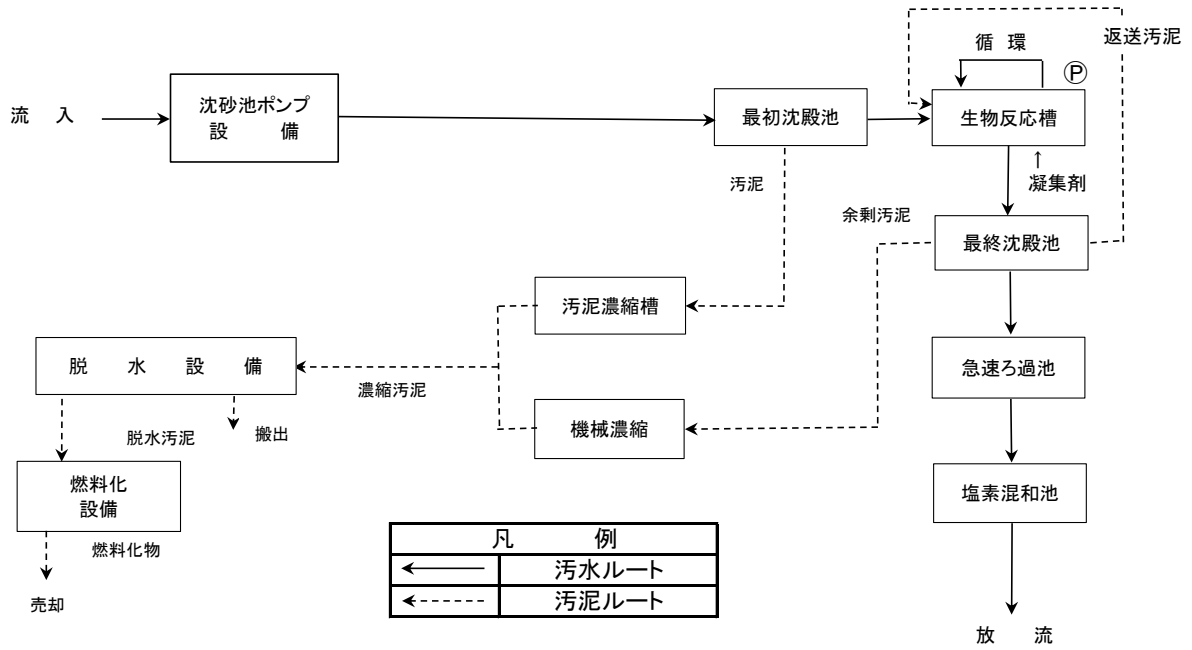 返送汚泥
循 環
Ⓟ
流 入
沈砂池ポンプ
設 備
最初沈殿池
生物反応槽
汚泥
↑
凝集剤
余剰汚泥
最終沈殿池
汚泥濃縮槽
脱 水 設 備
急速ろ過池
濃縮汚泥
機械濃縮
脱水汚泥
搬出
燃料化
設備
塩素混和池
燃料化物
凡 例
汚水ルート
汚泥ルート
売却
放 流